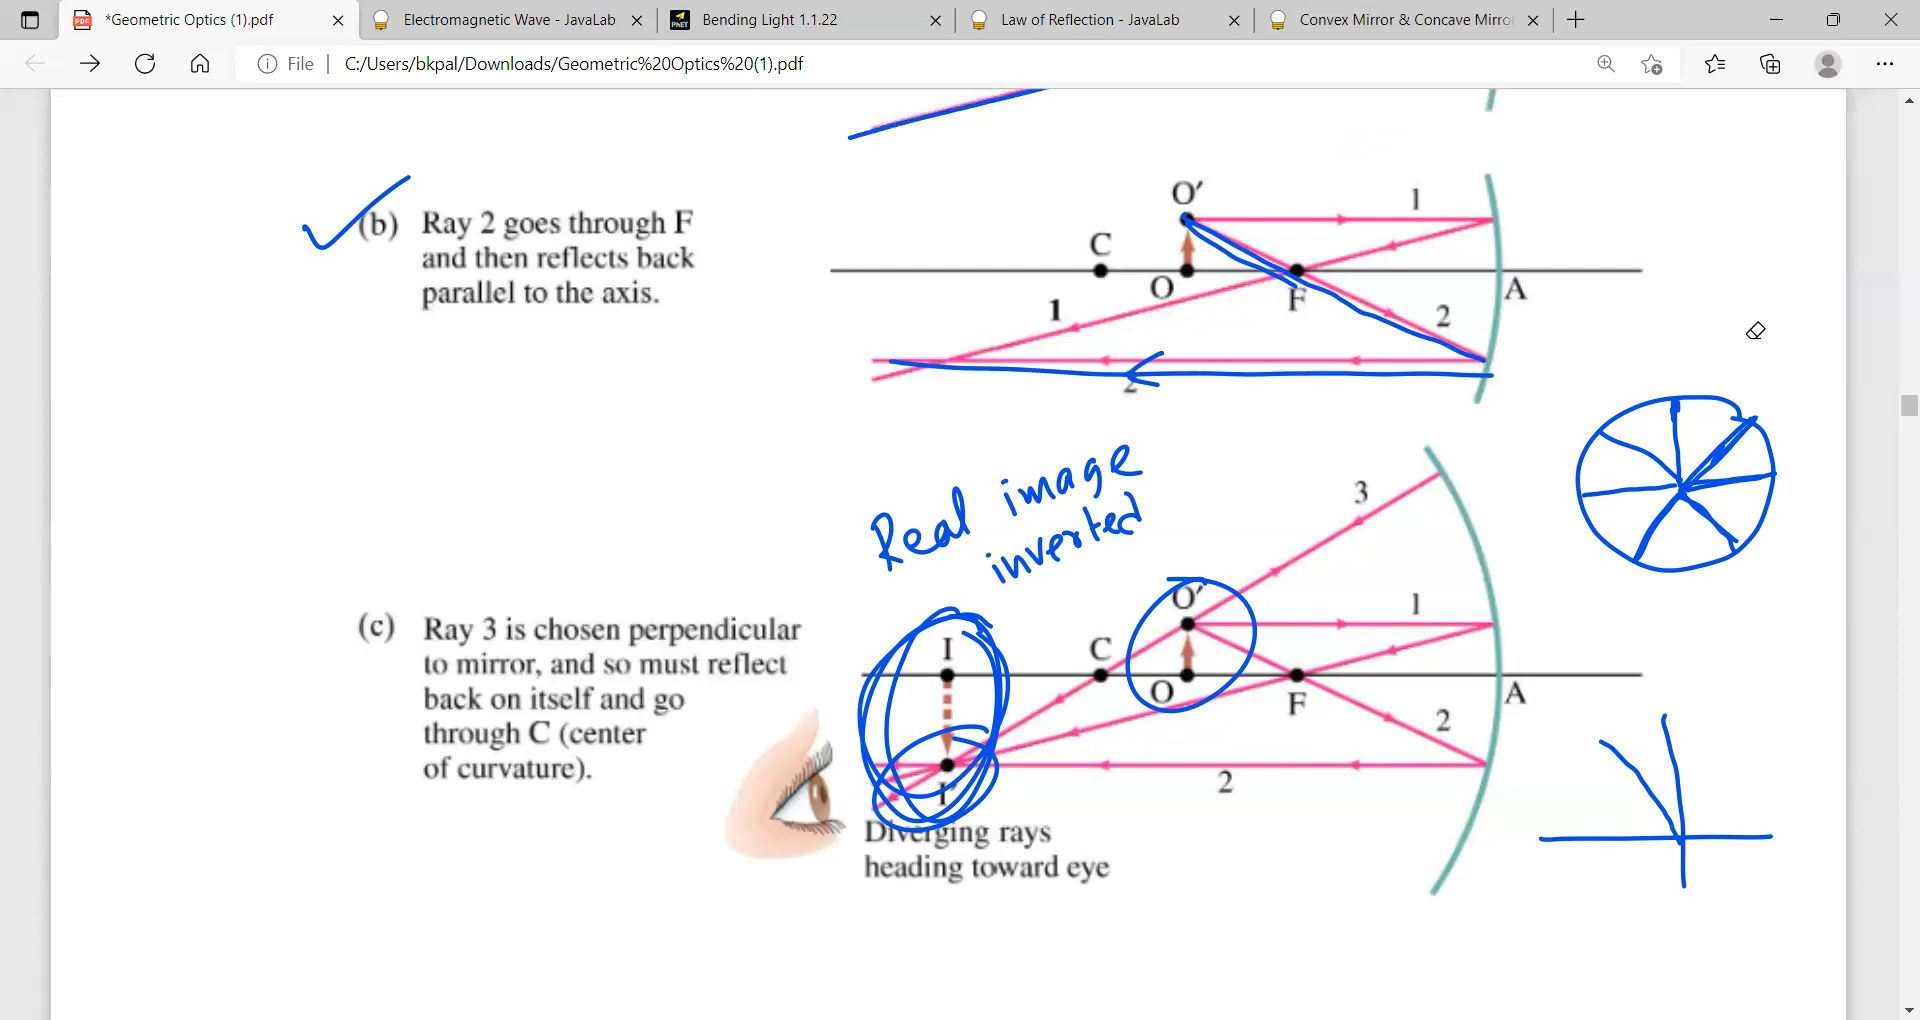 *Geometric Optics (1).pdf
Electromagnetic Wave - JavaLab
PhET
Bending Light 1.1.22
Law of Reflection - JavaLab
Convex Mirror & Concave Mirro
PDF
File
C:/Users/bkpal/Downloads/Geometric%20Optics%20(1).pdf
(b) Ray 2 goes through F
and then reflects back
parallel to the axis.
O′
1
C
O
F
A
1
2
2
Real image
inverted
3
(c) Ray 3 is chosen perpendicular
to mirror, and so must reflect
back on itself and go
through C (center
of curvature).
O′
1
I
C
O
F
A
2
2
I′
Diverging rays
heading toward eye